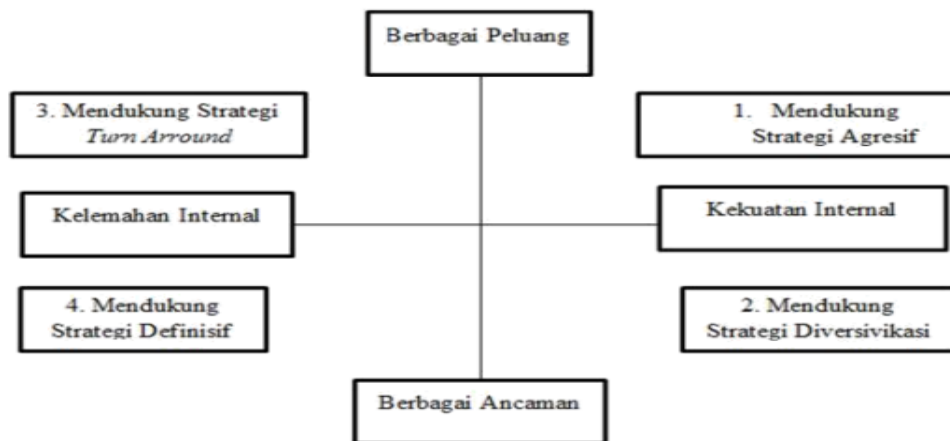 Berbagai Peluang
3. Mendukung Strategi
Turn Arround
1. Mendukung
Strategi Agresif
Kelemahan Internal
Kekuatan Internal
4. Mendukung
Strategi Definisif
2. Mendukung
Strategi Diversivikasi
Berbagai Ancaman